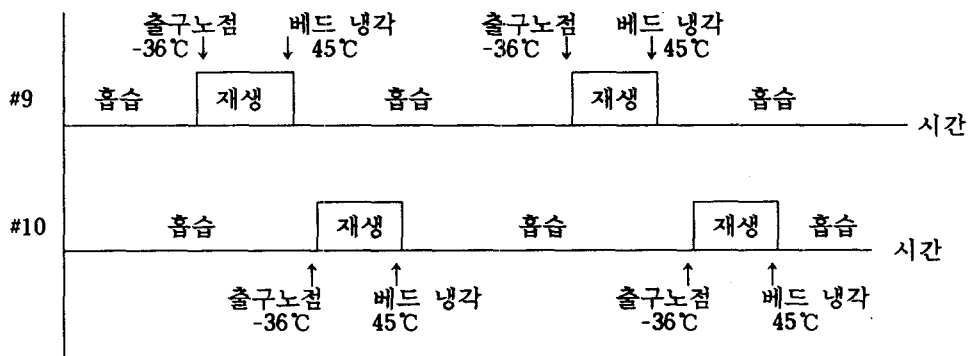 출구노점 베드 냉각 출구노점 베드 냉각
-36℃ ↓ ↓ 45℃ -36℃ ↓ ↓ 45℃
#9 흡습 재생 흡습 재생 흡습
시간
#10 흡습 재생 흡습 재생 흡습
시간
↑ ↑ ↑ ↑
출구노점 베드 냉각 출구노점 베드 냉각
-36℃ 45℃ -36℃ 45℃